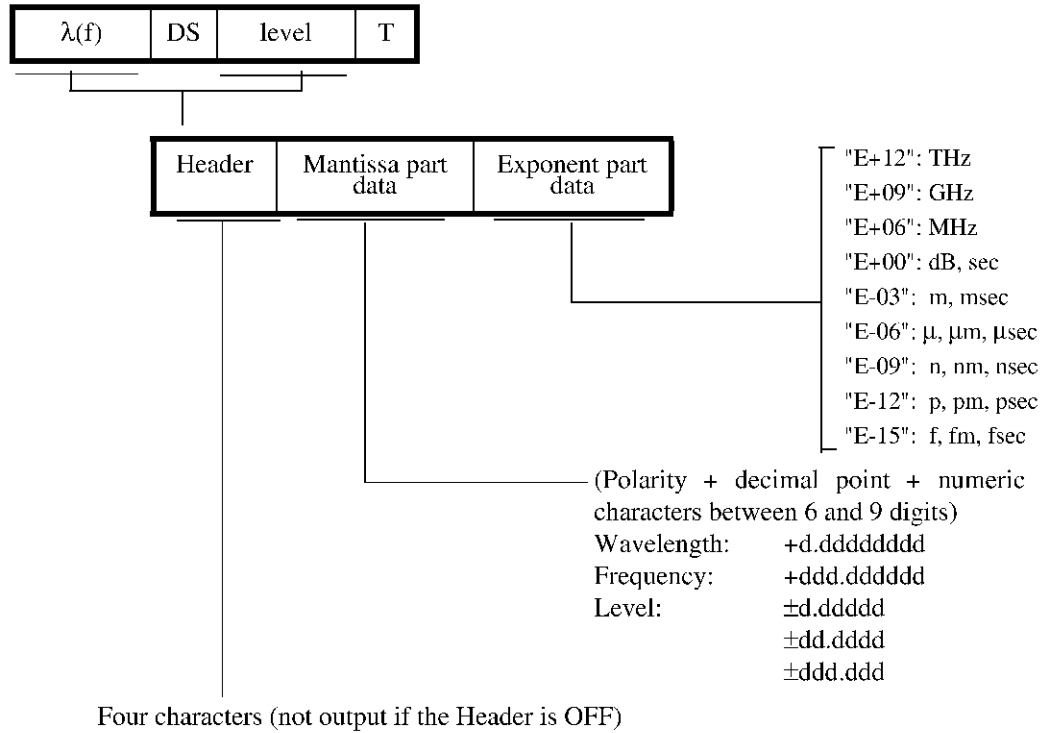 λ(f) DS level T
Header Mantissa part data Exponent part data
"E+12": THz
"E+09": GHz
"E+06": MHz
"E+00": dB, sec
"E-03": m, msec
"E-06": μ, μm, μsec
"E-09": n, nm, nsec
"E-12": p, pm, psec
"E-15": f, fm, fsec
(Polarity + decimal point + numeric
characters between 6 and 9 digits)
Wavelength: +d.dddddddd
Frequency: +ddd.dddddd
Level: ±d.ddddd
±dd.dddd
±ddd.ddd
Four characters (not output if the Header is OFF)